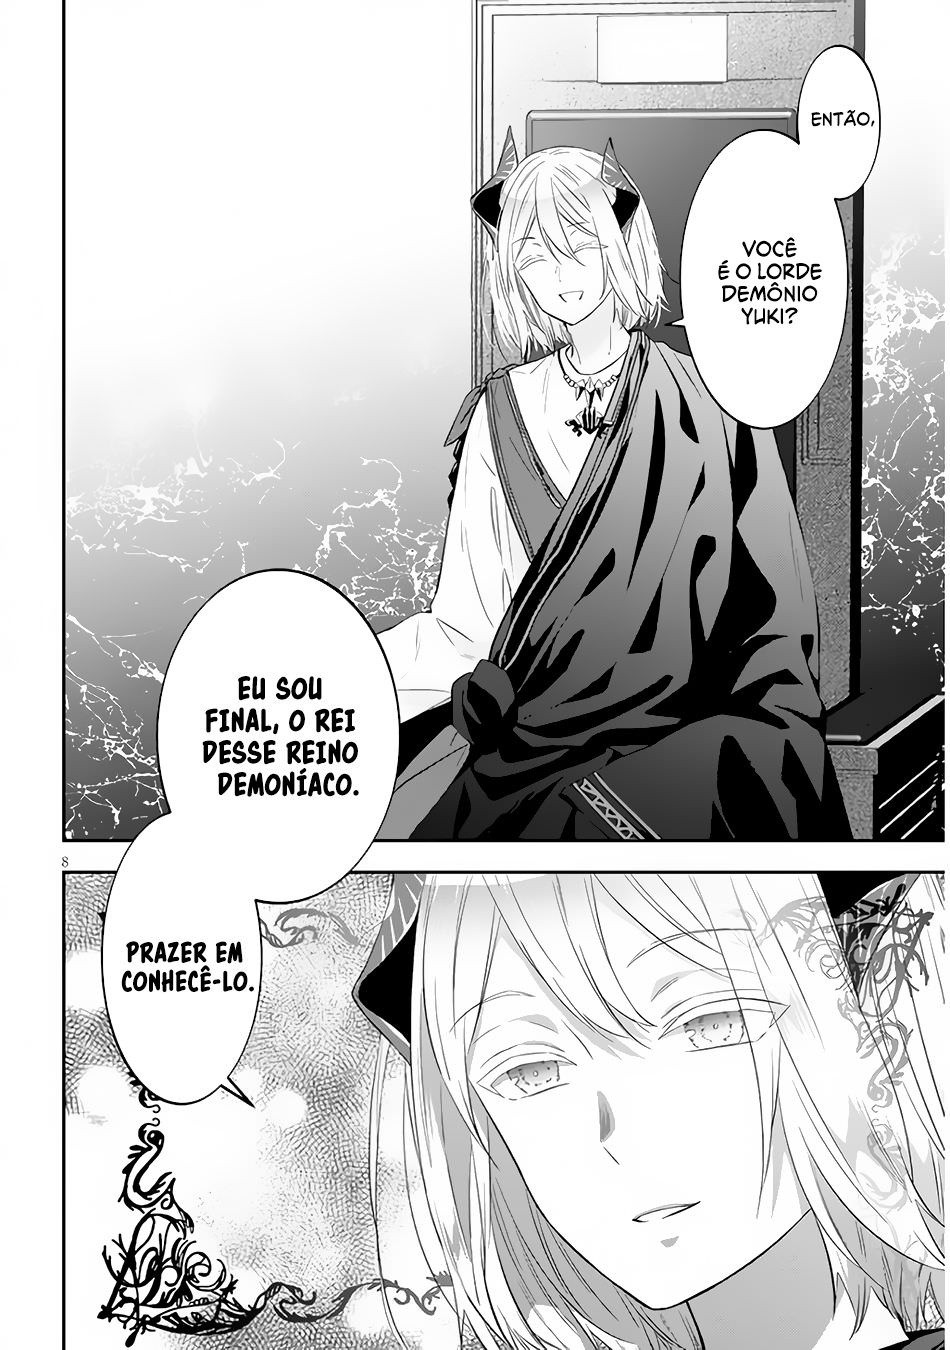 ENTÃO,
VOCÊ
É O LORDE
DEMÔNIO
YUKI?
EU SOU
FINAL, O REI
DESSE REINO
DEMONÍACO.
8
PRAZER EM
CONHECÊ-LO.